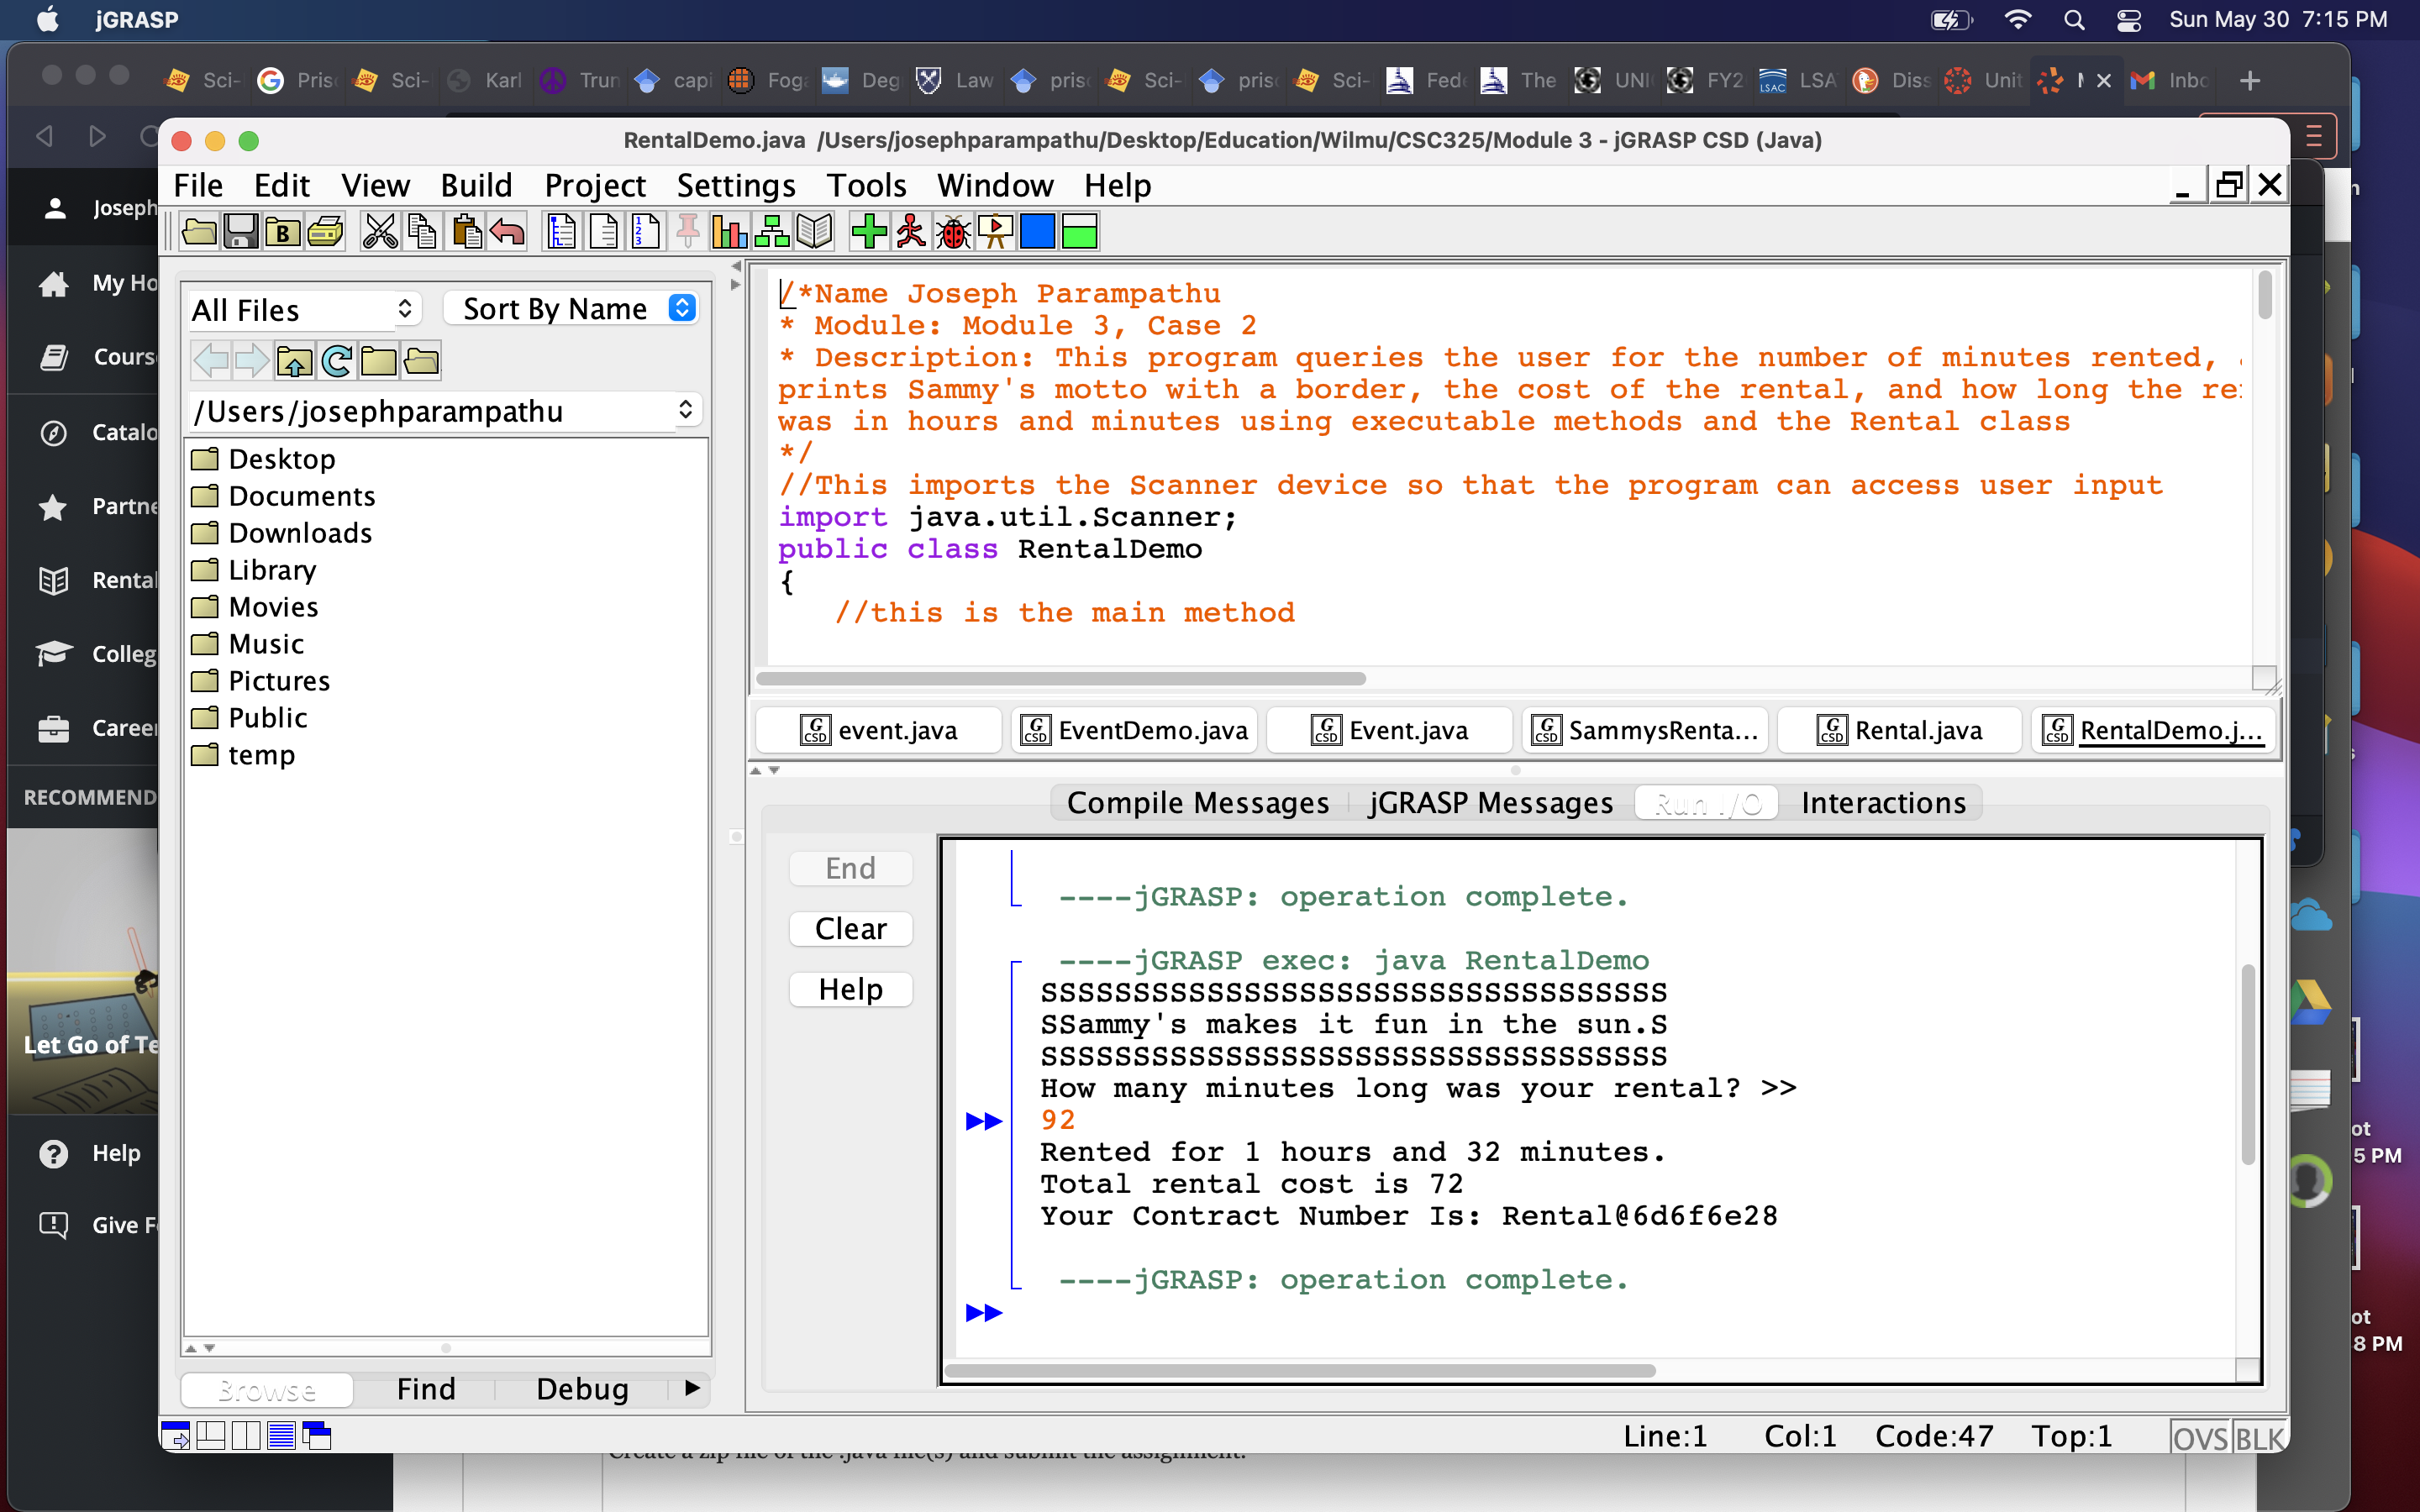 jGRASP
Sun May 30 7:15 PM
Sci-
Pris
Sci-
Karl
Trun
capi
Foga
Deg
Law
pris
Sci-
pris
Sci-
Fede
The
UNI
FY2
LSA
Diss
Unit
Inbo
RentalDemo.java /Users/josephparampathu/Desktop/Education/Wilmu/CSC325/Module 3 - jGRASP CSD (Java)
File Edit View Build Project Settings Tools Window Help
Joseph
My Ho
Cours
Catalo
Partne
Rental
Colleg
Career
RECOMMEND
Let Go of Te
Help
Give F
All Files
Sort By Name
/Users/josephparampathu
Desktop
Documents
Downloads
Library
Movies
Music
Pictures
Public
temp
Browse Find Debug
/*Name Joseph Parampathu
* Module: Module 3, Case 2
* Description: This program queries the user for the number of minutes rented,
prints Sammy's motto with a border, the cost of the rental, and how long the re
was in hours and minutes using executable methods and the Rental class
*/
//This imports the Scanner device so that the program can access user input
import java.util.Scanner;
public class RentalDemo
{
//this is the main method
event.java
EventDemo.java
Event.java
SammysRenta...
Rental.java
RentalDemo.j...
Compile Messages jGRASP Messages Run I/O Interactions
End
Clear
Help
----jGRASP: operation complete.
----jGRASP exec: java RentalDemo
SSSSSSSSSSSSSSSSSSSSSSSSSSSSSSSSSS
SSammy's makes it fun in the sun.S
SSSSSSSSSSSSSSSSSSSSSSSSSSSSSSSSSS
How many minutes long was your rental? >>
92
Rented for 1 hours and 32 minutes.
Total rental cost is 72
Your Contract Number Is: Rental@6d6f6e28
----jGRASP: operation complete.
Line:1 Col:1 Code:47 Top:1 OVS BLK
Create a zip file of the .java file(s) and submit the assignment.
ot
5 PM
ot
8 PM